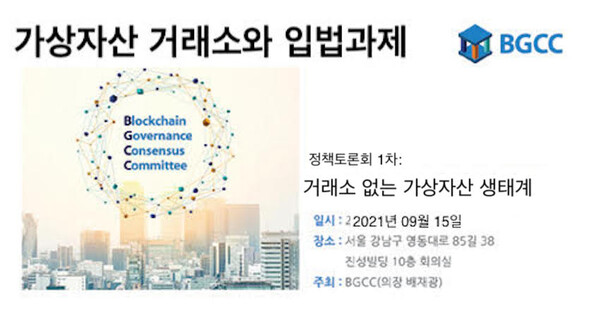 가상자산 거래소와 입법과제
BGCC
Blockchain
Governance
Consensus
Committee
정책토론회 1차:
거래소 없는 가상자산 생태계
일시 : 2021년 09월 15일
장소 : 서울 강남구 영동대로 85길 38
진성빌딩 10층 회의실
주최 : BGCC(의장 배재광)